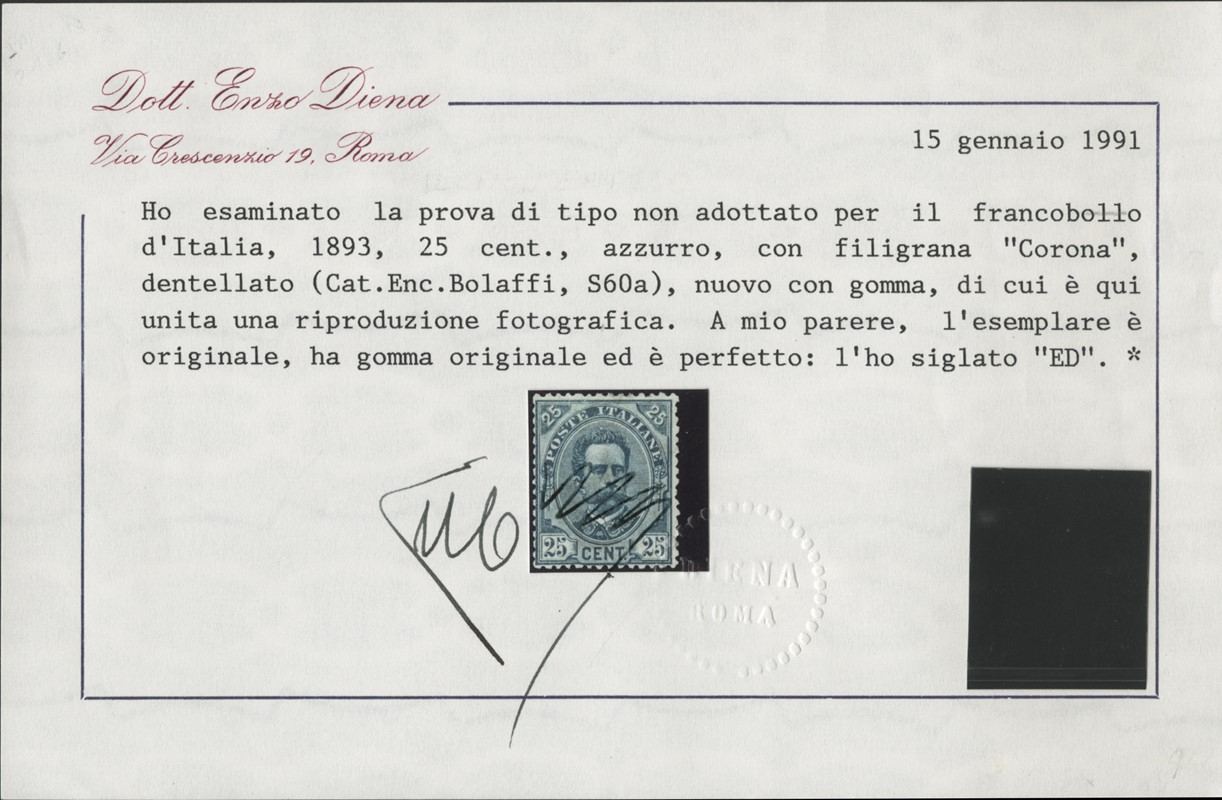 Dott. Enzo Diena
Via Crescenzio 19, Roma
15 gennaio 1991
Ho esaminato la prova di tipo non adottato per il francobollo
d'Italia, 1893, 25 cent., azzurro, con filigrana "Corona",
dentellato (Cat.Enc.Bolaffi, S60a), nuovo con gomma, di cui è qui
unita una riproduzione fotografica. A mio parere, l'esemplare è
originale, ha gomma originale ed è perfetto: l'ho siglato "ED". *
25 25
POSTE ITALIANE
25 CENT. 25
DIENA
ROMA